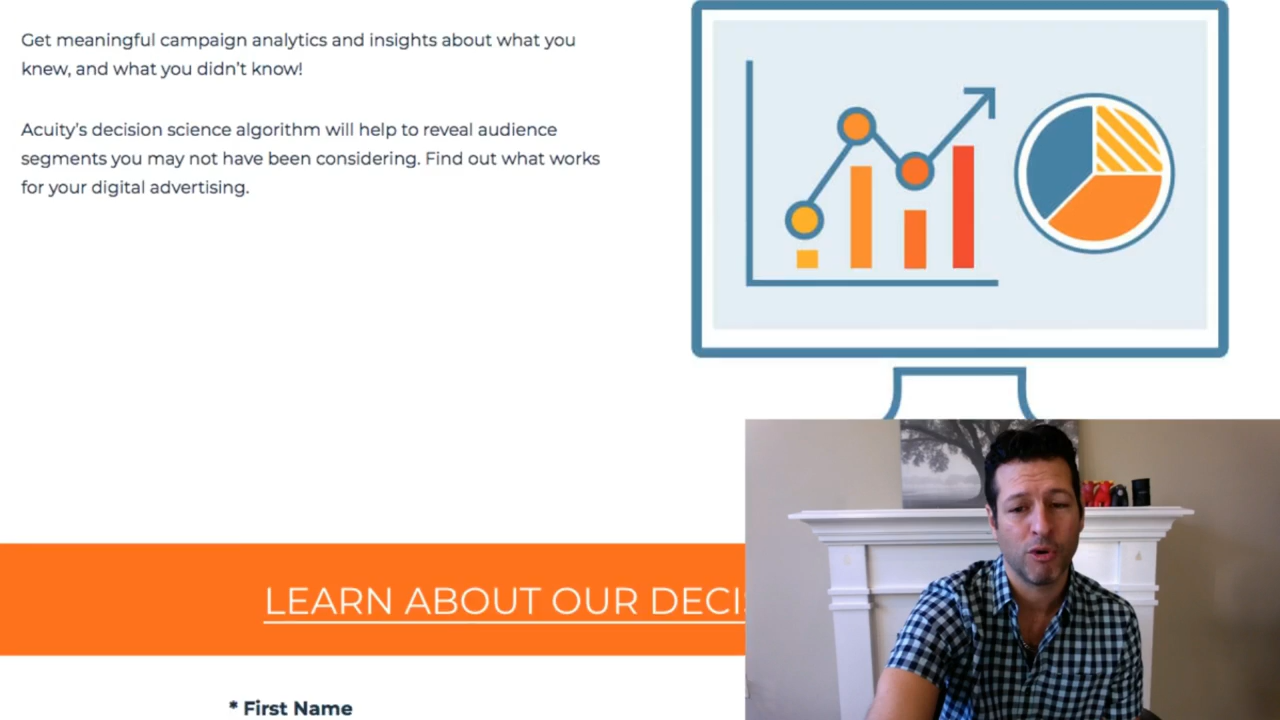 Get meaningful campaign analytics and insights about what you
knew, and what you didn’t know!
Acuity’s decision science algorithm will help to reveal audience
segments you may not have been considering. Find out what works
for your digital advertising.
LEARN ABOUT OUR
* First Name